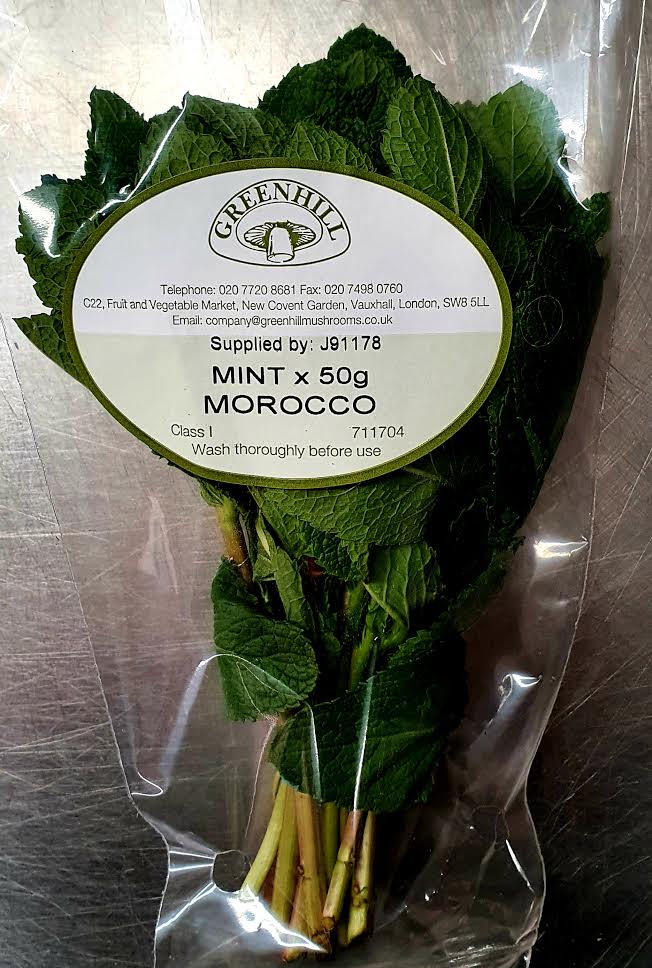 GREENHILL
Telephone: 020 7720 8681 Fax: 020 7498 0760
C22, Fruit and Vegetable Market, New Covent Garden, Vauxhall, London, SW8 5LL
Email: company@greenhillmushrooms.co.uk
Supplied by: J91178
MINT x 50g
MOROCCO
Class I 711704
Wash thoroughly before use